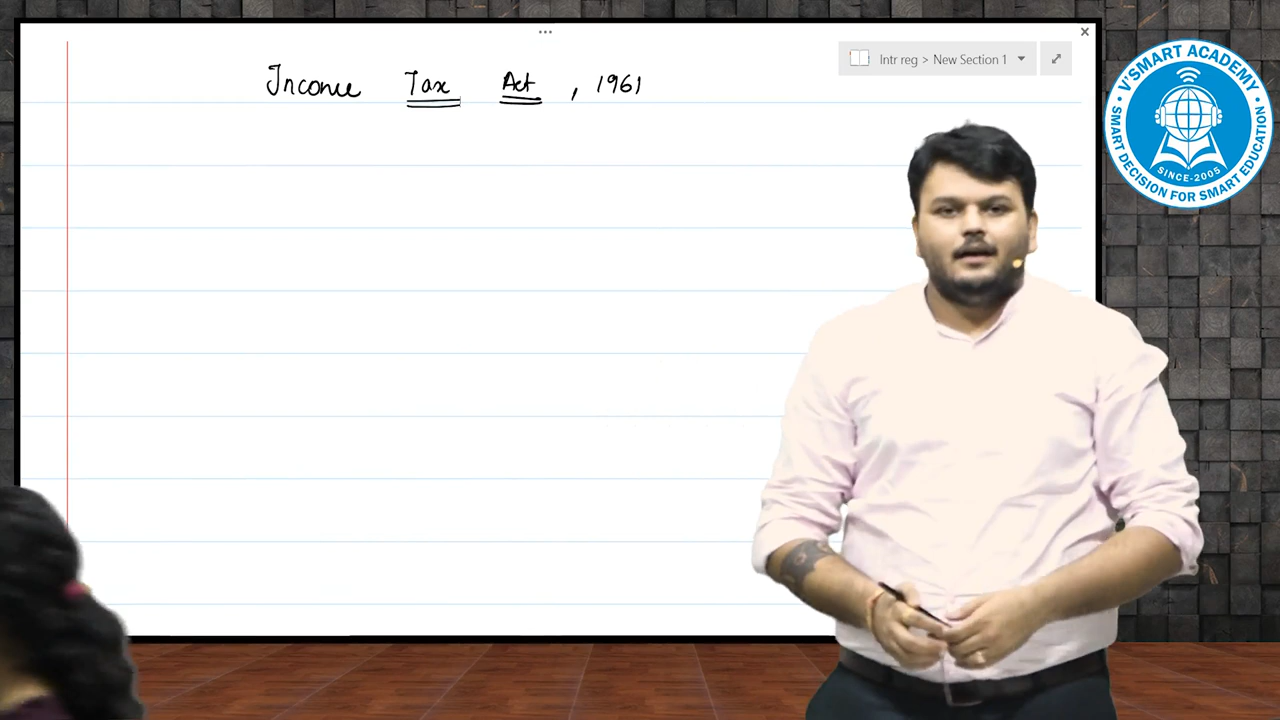 ...
Income Tax Act , 1961
Intr reg > New Section 1
V'SMART ACADEMY
SMART DECISION FOR SMART EDUCATION
SINCE-2005